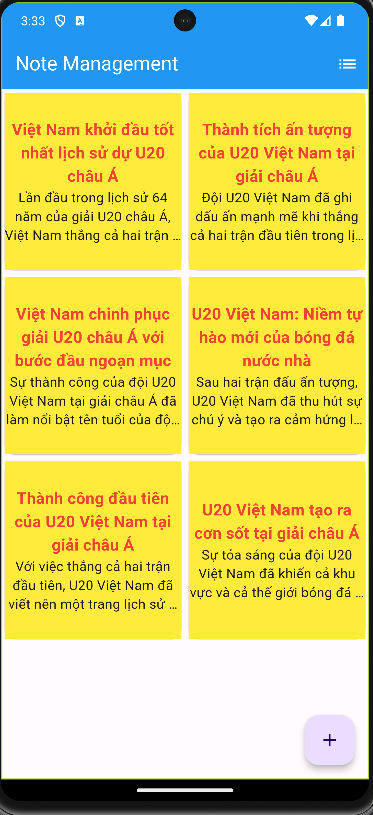 3:33
Note Management
Việt Nam khởi đầu tốt
nhất lịch sử dự U20
châu Á
Lần đầu trong lịch sử 64
năm của giải U20 châu Á,
Việt Nam thắng cả hai trận ...
Thành tích ấn tượng
của U20 Việt Nam tại
giải châu Á
Đội U20 Việt Nam đã ghi
dấu ấn mạnh mẽ khi thắng
cả hai trận đầu tiên trong lị...
Việt Nam chinh phục
giải U20 châu Á với
bước đầu ngoạn mục
Sự thành công của đội U20
Việt Nam tại giải châu Á đã
làm nổi bật tên tuổi của độ...
U20 Việt Nam: Niềm tự
hào mới của bóng đá
nước nhà
Sau hai trận đấu ấn tượng,
U20 Việt Nam đã thu hút sự
chú ý và tạo ra cảm hứng l...
Thành công đầu tiên
của U20 Việt Nam tại
giải châu Á
Với việc thắng cả hai trận
đầu tiên, U20 Việt Nam đã
viết nên một trang lịch sử ...
U20 Việt Nam tạo ra
cơn sốt tại giải châu Á
Sự tỏa sáng của đội U20
Việt Nam đã khiến cả khu
vực và cả thế giới bóng đá ...